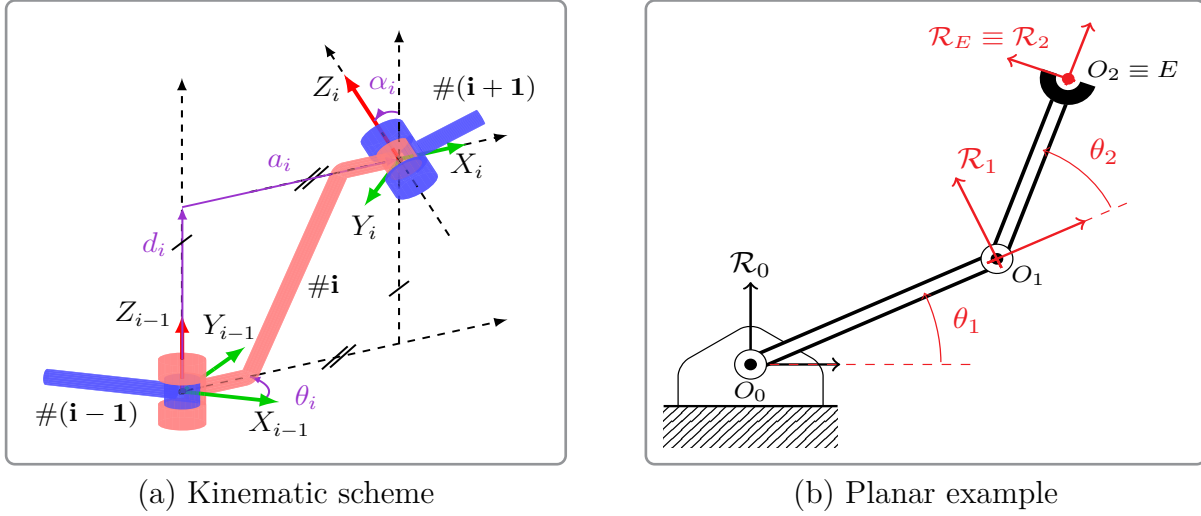 Z_i
α_i
#(i + 1)
a_i
X_i
Y_i
d_i
#i
Z_{i−1}
Y_{i−1}
#(i − 1)
θ_i
X_{i−1}
(a) Kinematic scheme
R_E ≡ R_2
O_2 ≡ E
R_1
θ_2
R_0
O_1
θ_1
O_0
(b) Planar example